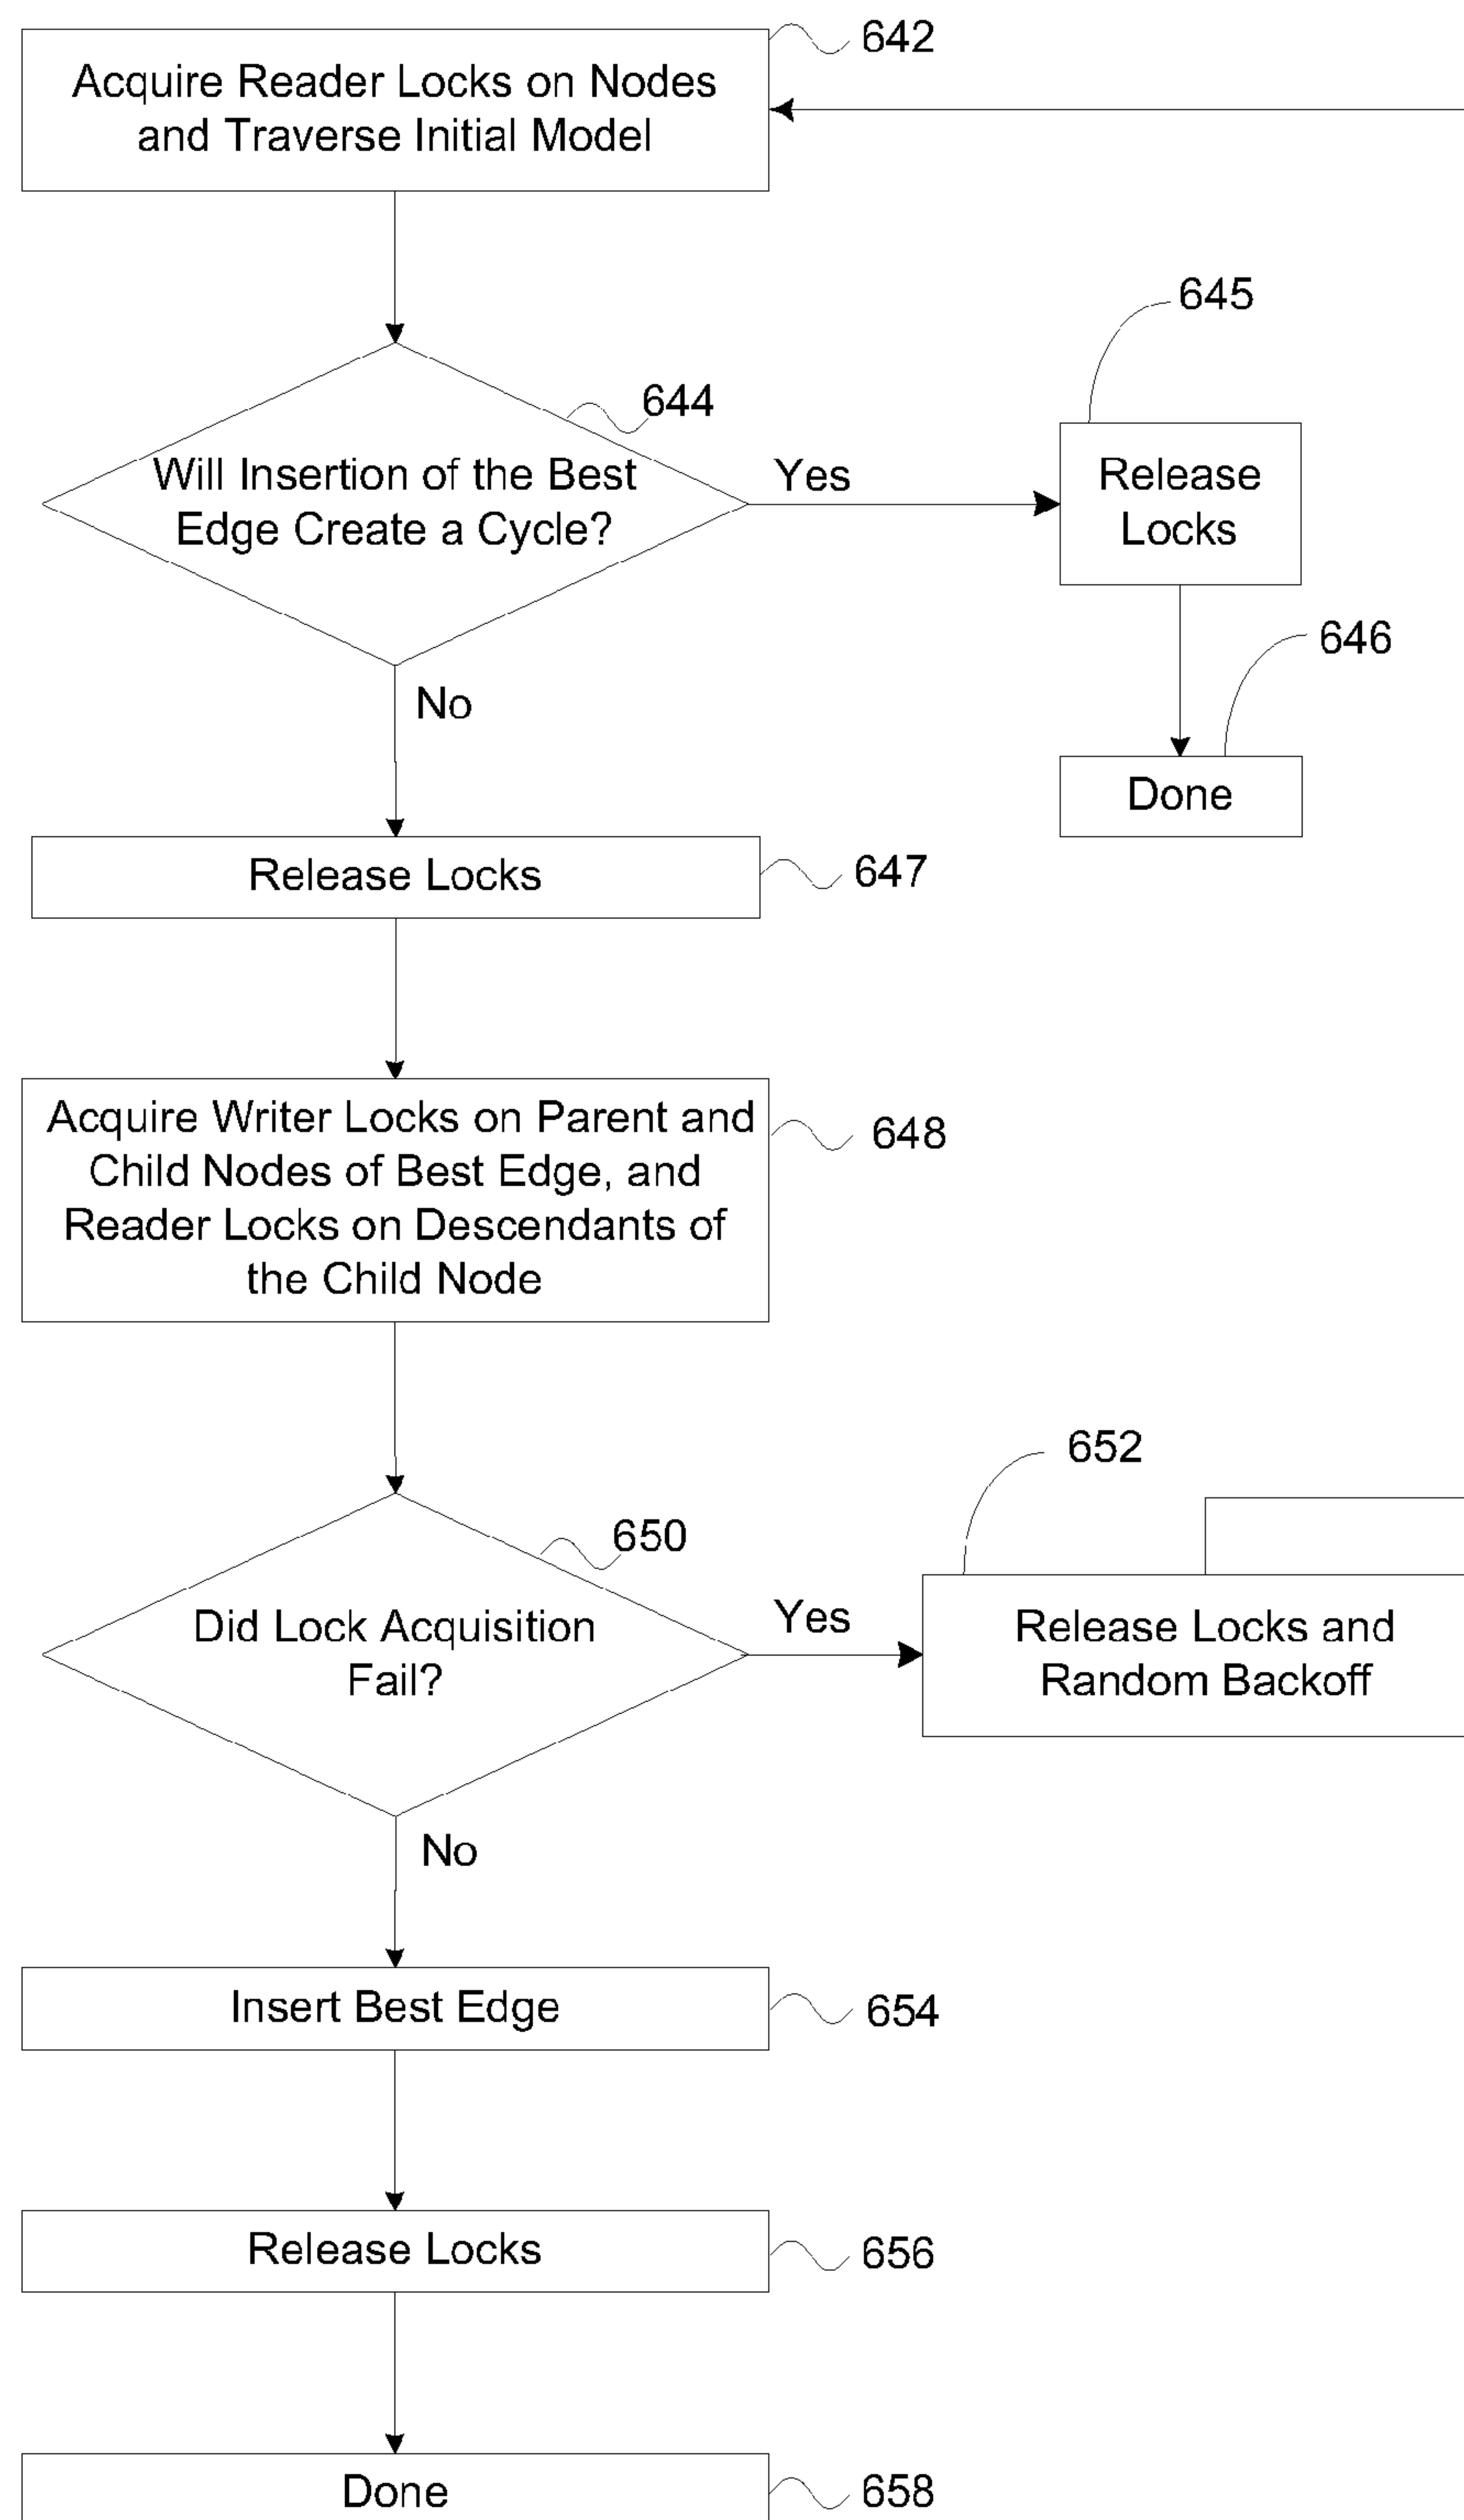 642
Acquire Reader Locks on Nodes
and Traverse Initial Model
645
644
Will Insertion of the Best
Edge Create a Cycle?
Yes
Release
Locks
646
No
Done
Release Locks
647
Acquire Writer Locks on Parent and
Child Nodes of Best Edge, and
Reader Locks on Descendants of
the Child Node
648
652
650
Did Lock Acquisition
Fail?
Yes
Release Locks and
Random Backoff
No
Insert Best Edge
654
Release Locks
656
Done
658